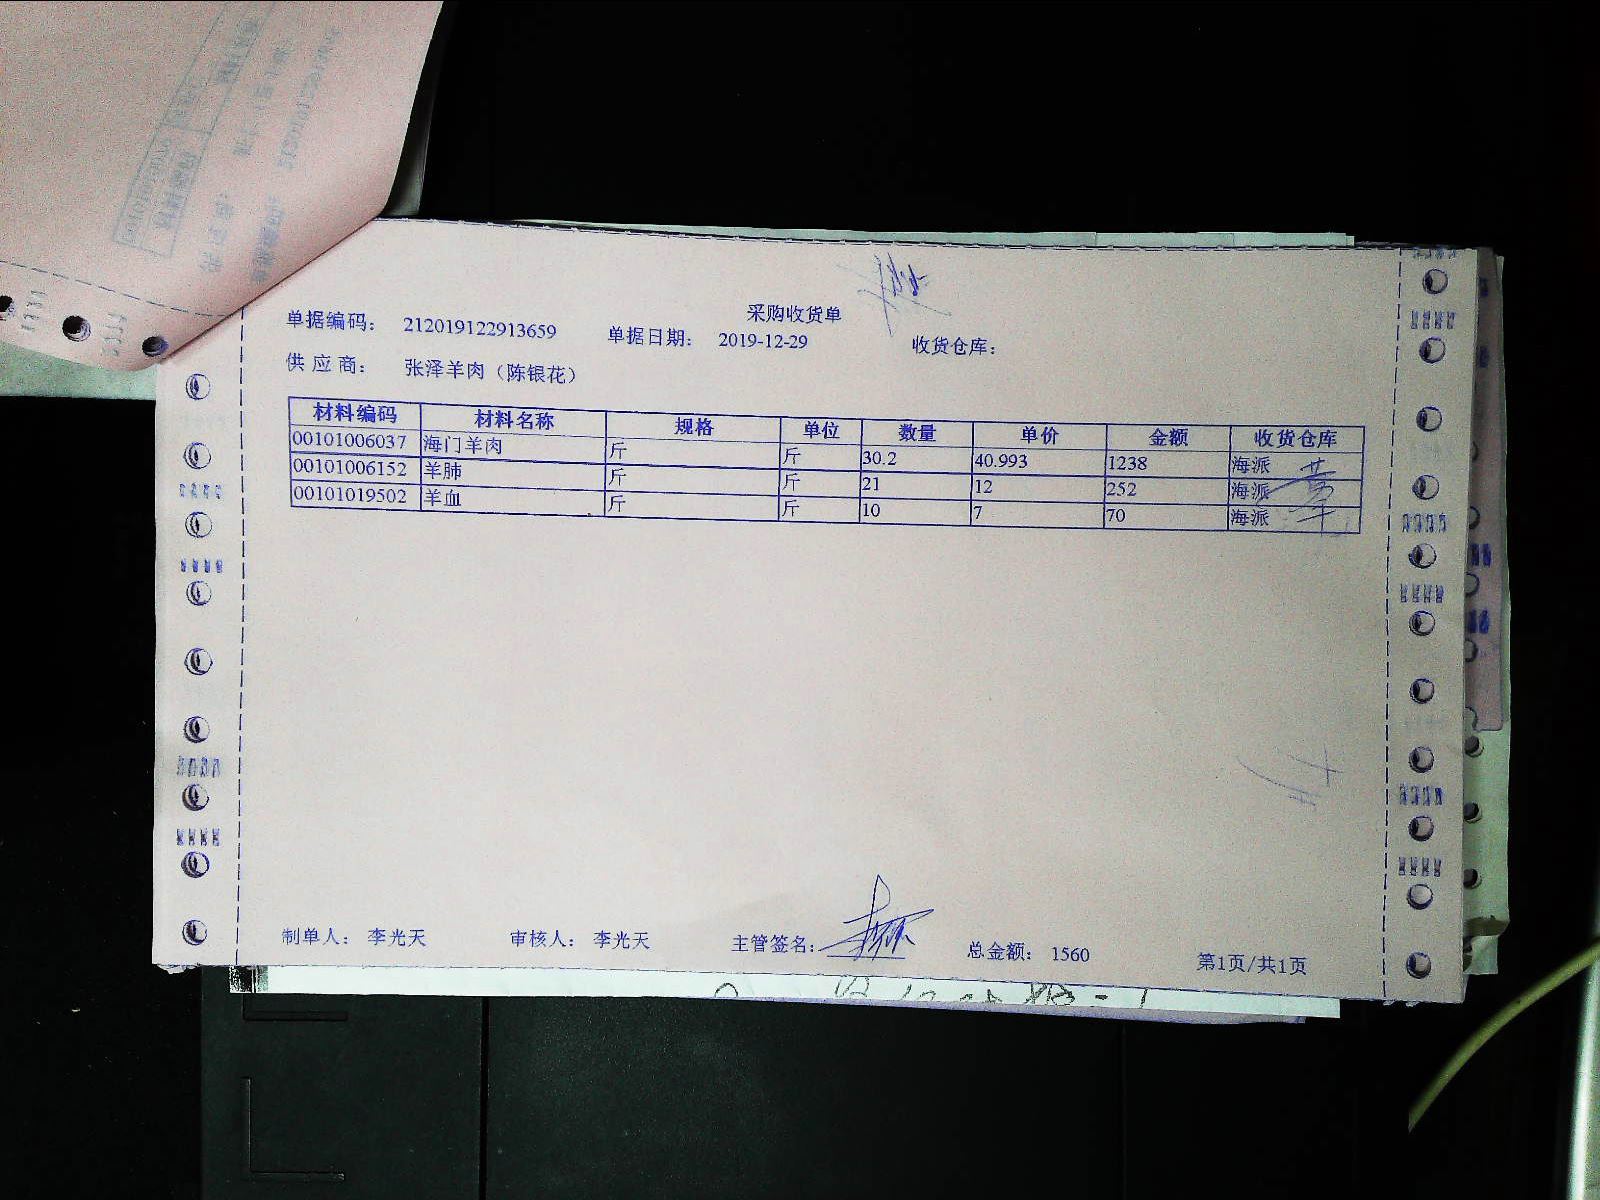 采购收货单
单据编码： 212019122913659 单据日期： 2019-12-29 收货仓库：
供 应 商： 张泽羊肉（陈银花）
材料编码 材料名称 规格 单位 数量 单价 金额 收货仓库
00101006037 海门羊肉 斤 斤 30.2 40.993 1238 海派
00101006152 羊肺 斤 斤 21 12 252 海派
00101019502 羊血 斤 斤 10 7 70 海派
制单人： 李光天 审核人： 李光天 主管签名： 总金额： 1560 第1页/共1页